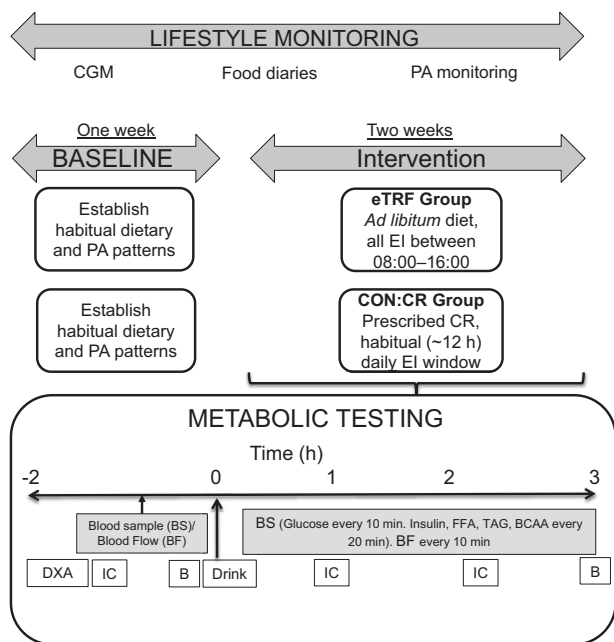 LIFESTYLE MONITORING
CGM Food diaries PA monitoring
One week
BASELINE
Two weeks
Intervention
Establish
habitual dietary
and PA patterns
eTRF Group
Ad libitum diet,
all EI between
08:00–16:00
Establish
habitual dietary
and PA patterns
CON:CR Group
Prescribed CR,
habitual (~12 h)
daily EI window
METABOLIC TESTING
Time (h)
-2 0 1 2 3
Blood sample (BS)/
Blood Flow (BF)
BS (Glucose every 10 min. Insulin, FFA, TAG, BCAA every
20 min). BF every 10 min
DXA IC B Drink IC IC B